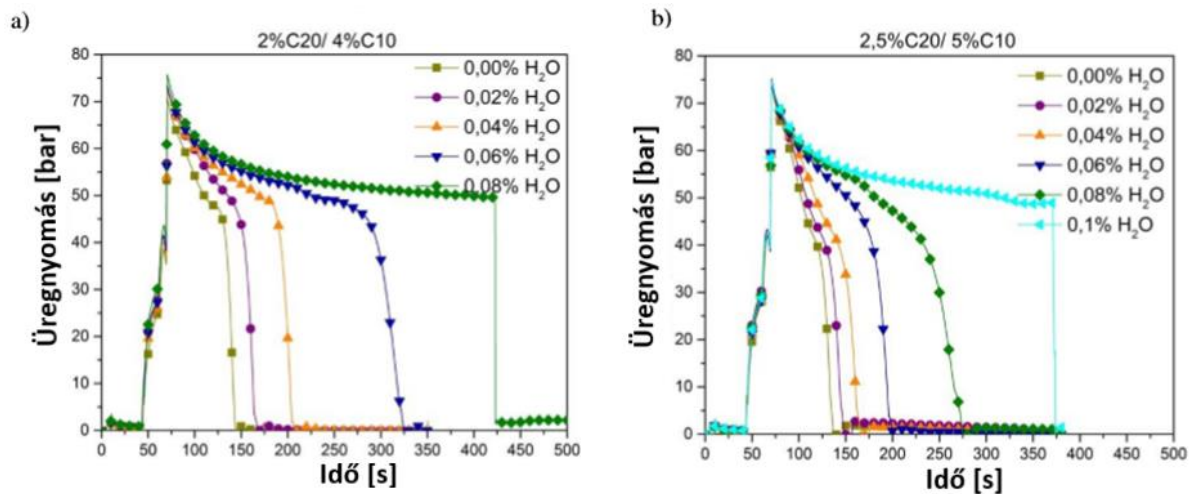 a)
2%C20/ 4%C10
80
70
60
50
40
30
20
10
0
Üregnyomás [bar]
0,00% H₂O
0,02% H₂O
0,04% H₂O
0,06% H₂O
0,08% H₂O
0 50 100 150 200 250 300 350 400 450 500
Idő [s]
b)
2,5%C20/ 5%C10
80
70
60
50
40
30
20
10
0
Üregnyomás [bar]
0,00% H₂O
0,02% H₂O
0,04% H₂O
0,06% H₂O
0,08% H₂O
0,1% H₂O
0 50 100 150 200 250 300 350 400 450 500
Idő [s]